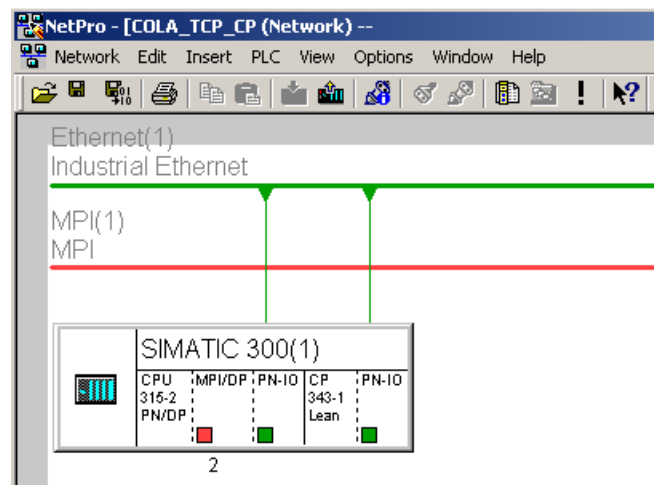 NetPro - [COLA_TCP_CP (Network) --
Network Edit Insert PLC View Options Window Help
Ethernet(1)
Industrial Ethernet
MPI(1)
MPI
SIMATIC 300(1)
CPU 315-2 PN/DP MPI/DP PN-IO CP 343-1 Lean PN-IO
2